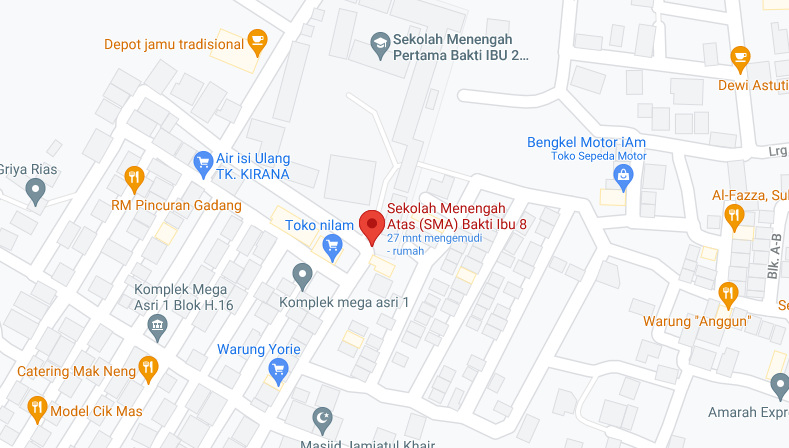 Depot jamu tradisional
Sekolah Menengah
Pertama Bakti IBU 2...
Dewi Astuti
Bengkel Motor iAm
Toko Sepeda Motor
Lrg
Air isi Ulang
TK. KIRANA
Griya Rias
RM Pincuran Gadang
Al-Fazza, Sul
Sekolah Menengah
Atas (SMA) Bakti Ibu 8
27 mnt mengemudi
- rumah
Toko nilam
Blk. A-B
Komplek Mega
Asri 1 Blok H.16
Komplek mega asri 1
Warung "Anggun"
Se
Warung Yorie
Catering Mak Neng
Model Cik Mas
Amarah Expre
Masjid Jamiatul Khair